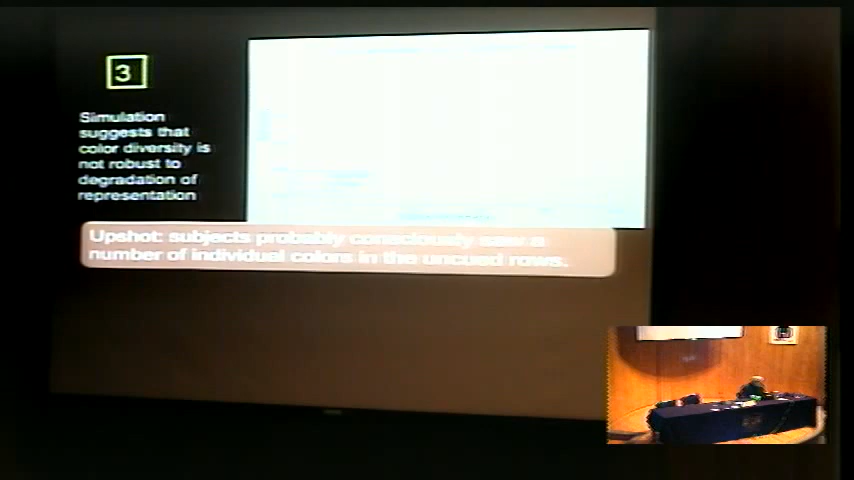 3
Simulation
suggests that
color diversity is
not robust to
degradation of
representation
Upshot: subjects probably consciously saw a
number of individual colors in the uncued rows.